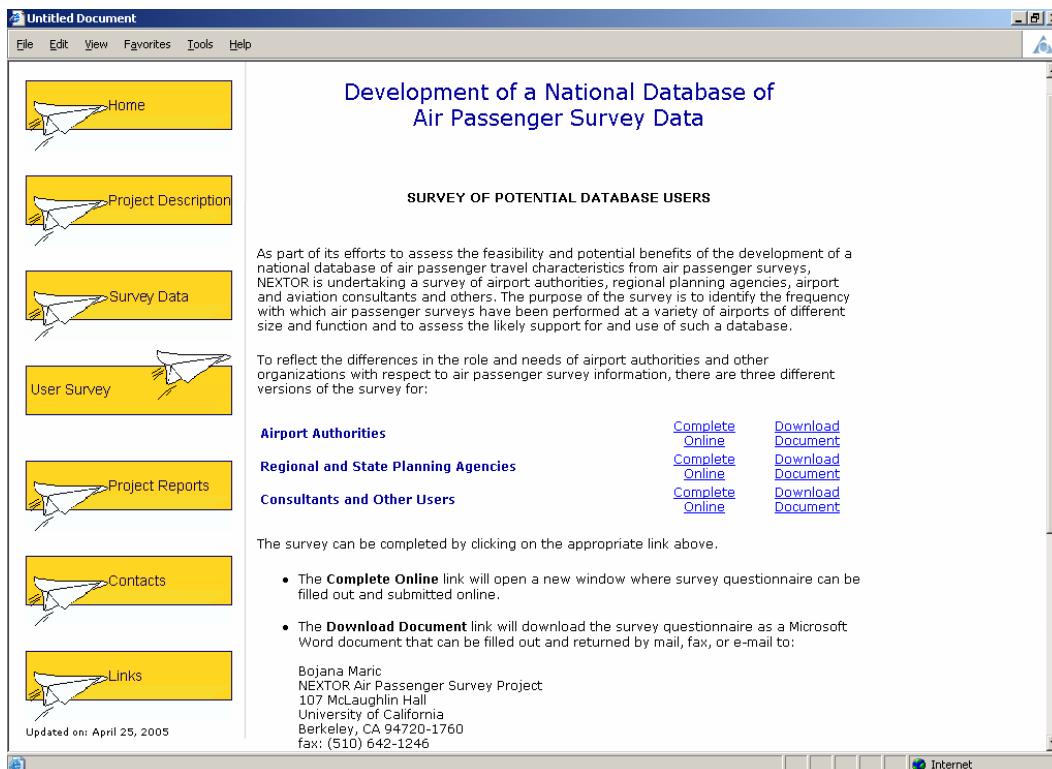 Untitled Document
File Edit View Favorites Tools Help
Home
Project Description
Survey Data
User Survey
Project Reports
Contacts
Links
Updated on: April 25, 2005
Development of a National Database of
Air Passenger Survey Data
SURVEY OF POTENTIAL DATABASE USERS
As part of its efforts to assess the feasibility and potential benefits of the development of a
national database of air passenger travel characteristics from air passenger surveys,
NEXTOR is undertaking a survey of airport authorities, regional planning agencies, airport
and aviation consultants and others. The purpose of the survey is to identify the frequency
with which air passenger surveys have been performed at a variety of airports of different
size and function and to assess the likely support for and use of such a database.
To reflect the differences in the role and needs of airport authorities and other
organizations with respect to air passenger survey information, there are three different
versions of the survey for:
Airport Authorities Complete Download
Online Document
Regional and State Planning Agencies Complete Download
Online Document
Consultants and Other Users Complete Download
Online Document
The survey can be completed by clicking on the appropriate link above.
• The Complete Online link will open a new window where survey questionnaire can be
filled out and submitted online.
• The Download Document link will download the survey questionnaire as a Microsoft
Word document that can be filled out and returned by mail, fax, or e-mail to:
Bojana Maric
NEXTOR Air Passenger Survey Project
107 McLaughlin Hall
University of California
Berkeley, CA 94720-1760
fax: (510) 642-1246
Internet